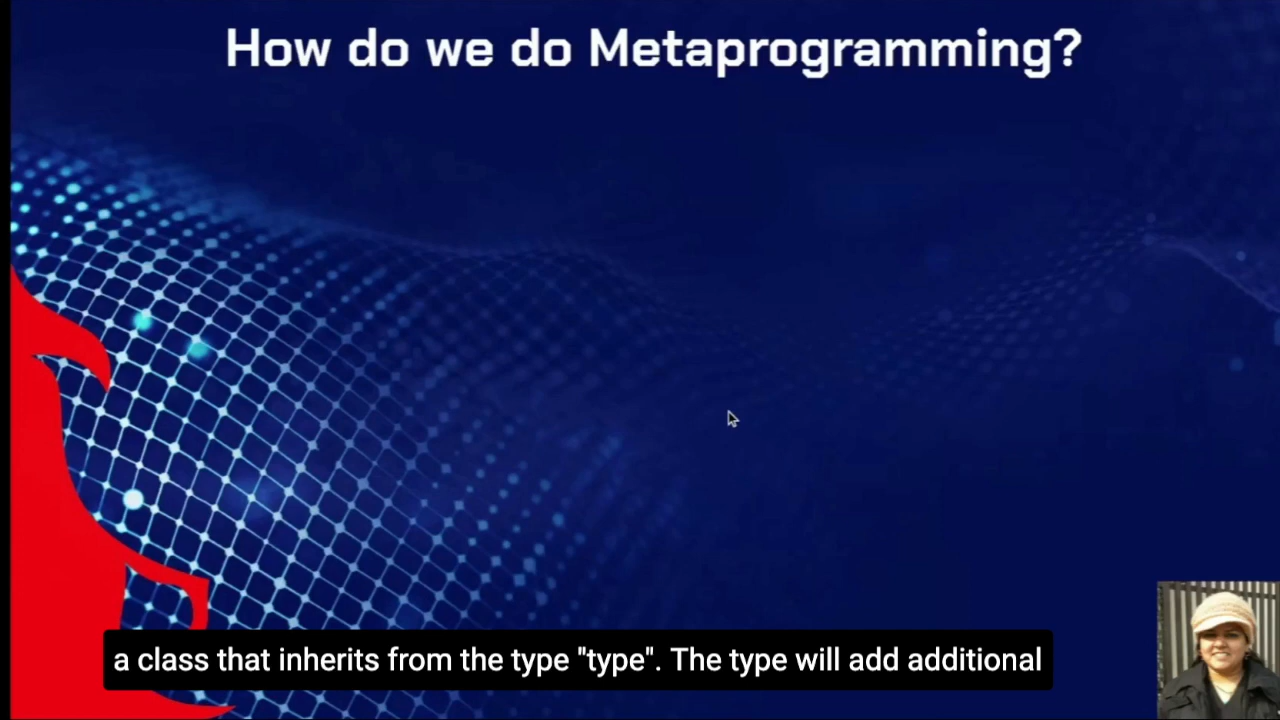 How do we do Metaprogramming?
a class that inherits from the type "type". The type will add additional